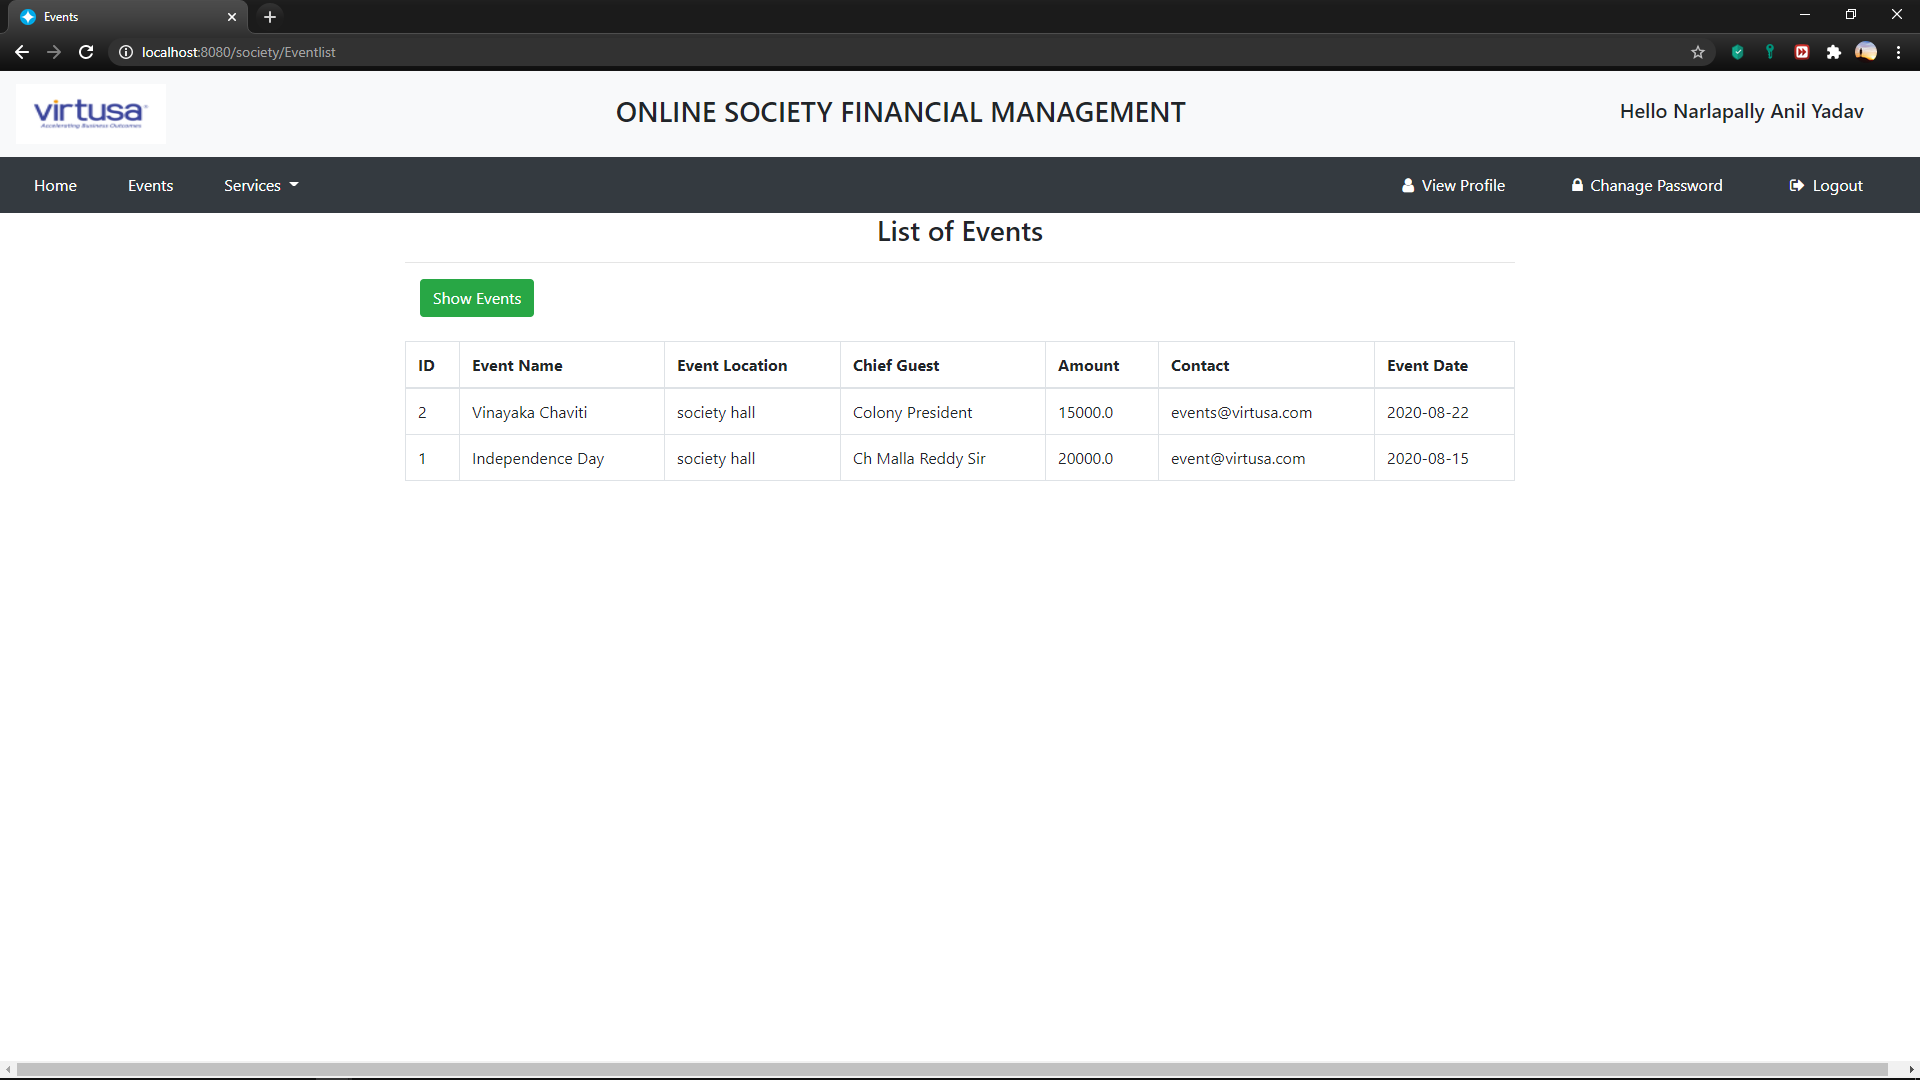 Events
localhost:8080/society/Eventlist
virtusa
Accelerating Business Outcomes
ONLINE SOCIETY FINANCIAL MANAGEMENT
Hello Narlapally Anil Yadav
Home Events Services View Profile Chanage Password Logout
List of Events
Show Events
ID Event Name Event Location Chief Guest Amount Contact Event Date
2 Vinayaka Chaviti society hall Colony President 15000.0 events@virtusa.com 2020-08-22
1 Independence Day society hall Ch Malla Reddy Sir 20000.0 event@virtusa.com 2020-08-15